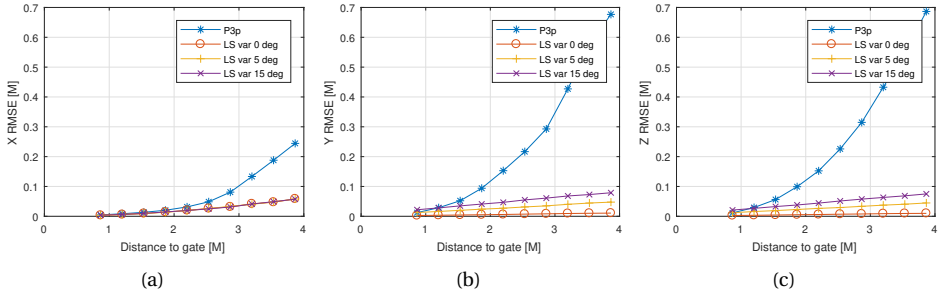 0.7
0.6
0.5
0.4
0.3
0.2
0.1
0
X RMSE [M]
P3p
LS var 0 deg
LS var 5 deg
LS var 15 deg
0 1 2 3 4
Distance to gate [M]
(a)
0.7
0.6
0.5
0.4
0.3
0.2
0.1
0
Y RMSE [M]
P3p
LS var 0 deg
LS var 5 deg
LS var 15 deg
0 1 2 3 4
Distance to gate [M]
(b)
0.7
0.6
0.5
0.4
0.3
0.2
0.1
0
Z RMSE [M]
P3p
LS var 0 deg
LS var 5 deg
LS var 15 deg
0 1 2 3 4
Distance to gate [M]
(c)